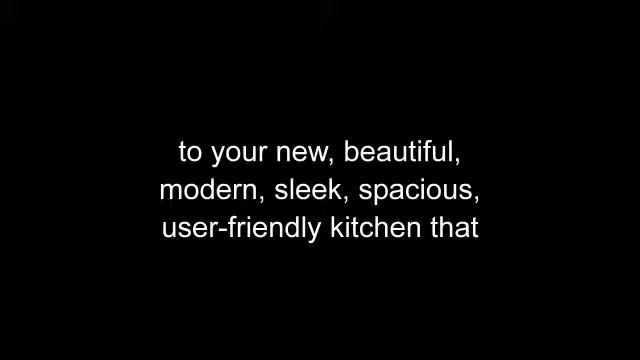 to your new, beautiful,
modern, sleek, spacious,
user-friendly kitchen that